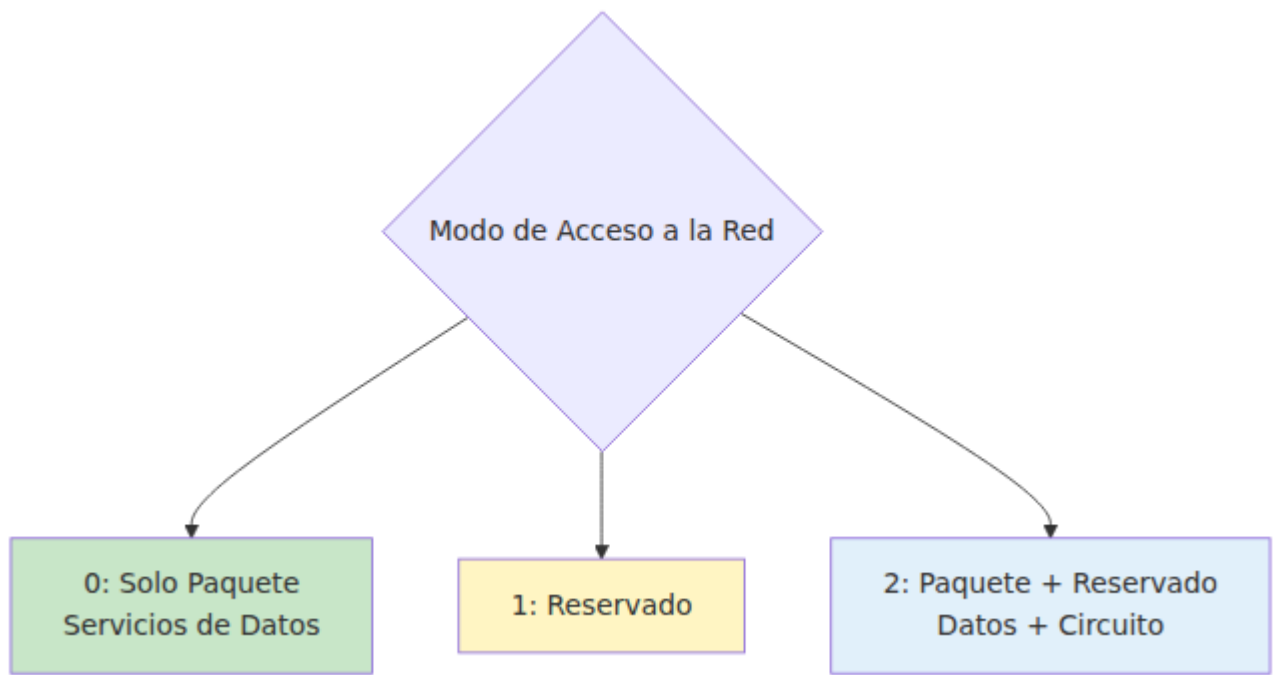 Modo de Acceso a la Red
0: Solo Paquete
Servicios de Datos
1: Reservado
2: Paquete + Reservado
Datos + Circuito